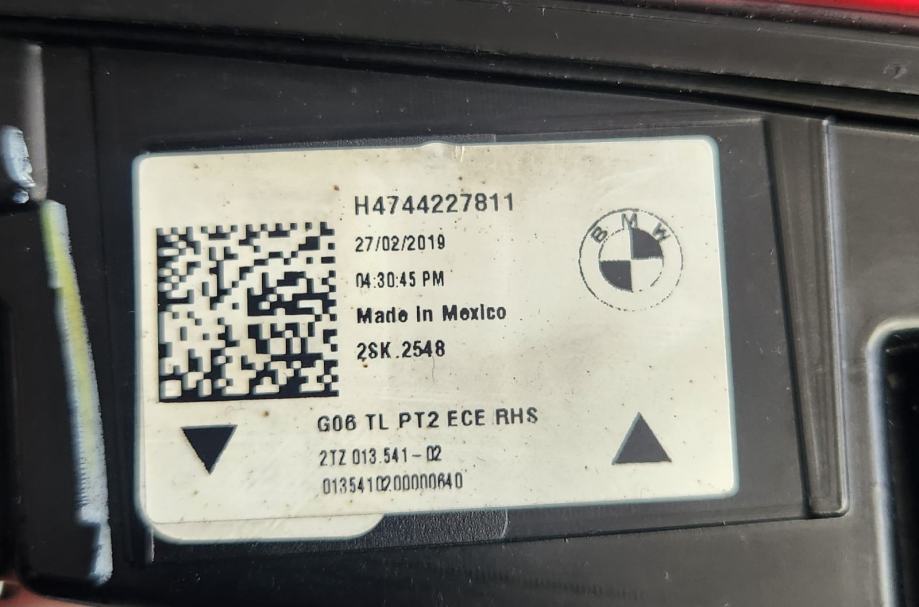 H4744227811
27/02/2019
04:30:45 PM
Made in Mexico
2SK.2548
BMW
G06 TL PT2 ECE RHS
2TZ 013.541-02
0135410200000640